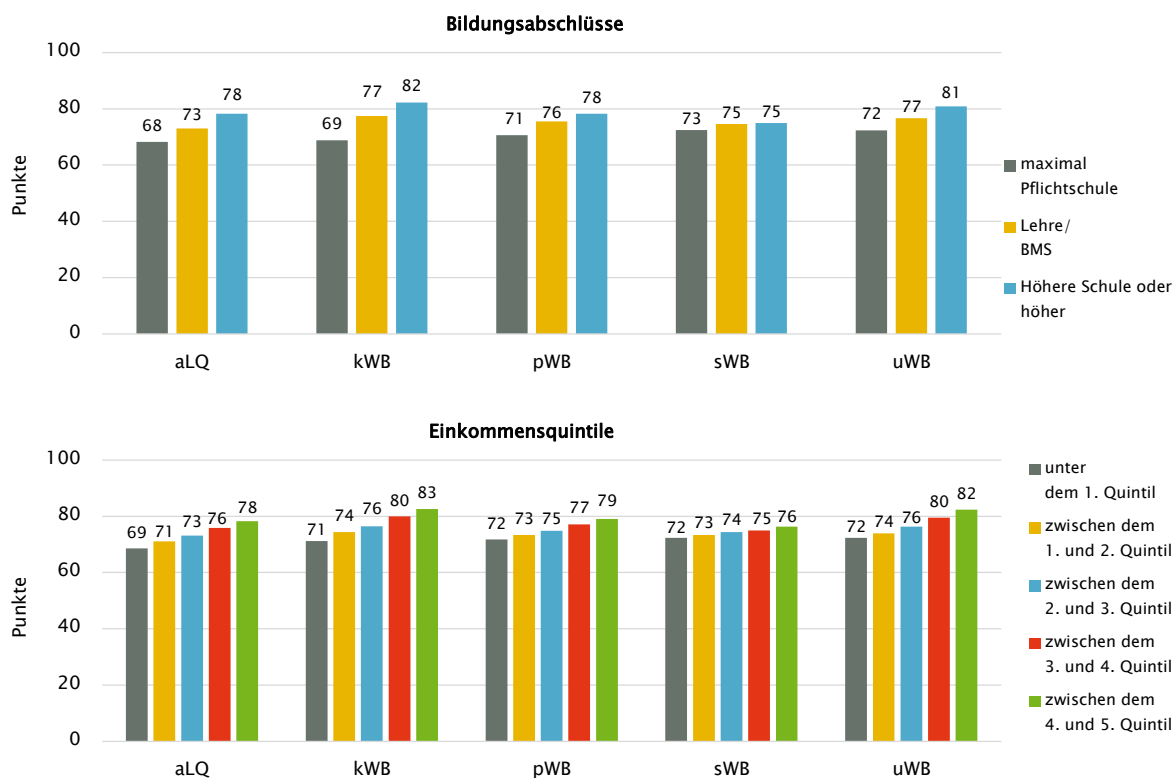 Bildungsabschlüsse
100
80
60
40
20
0
Punkte
68 73 78
69 77 82
71 76 78
73 75 75
72 77 81
aLQ kWB pWB sWB uWB
maximal
Pflichtschule
Lehre/
BMS
Höhere Schule oder
höher
Einkommensquintile
100
80
60
40
20
0
Punkte
69 71 73 76 78
71 74 76 80 83
72 73 75 77 79
72 73 74 75 76
72 74 76 80 82
aLQ kWB pWB sWB uWB
unter
dem 1. Quintil
zwischen dem
1. und 2. Quintil
zwischen dem
2. und 3. Quintil
zwischen dem
3. und 4. Quintil
zwischen dem
4. und 5. Quintil